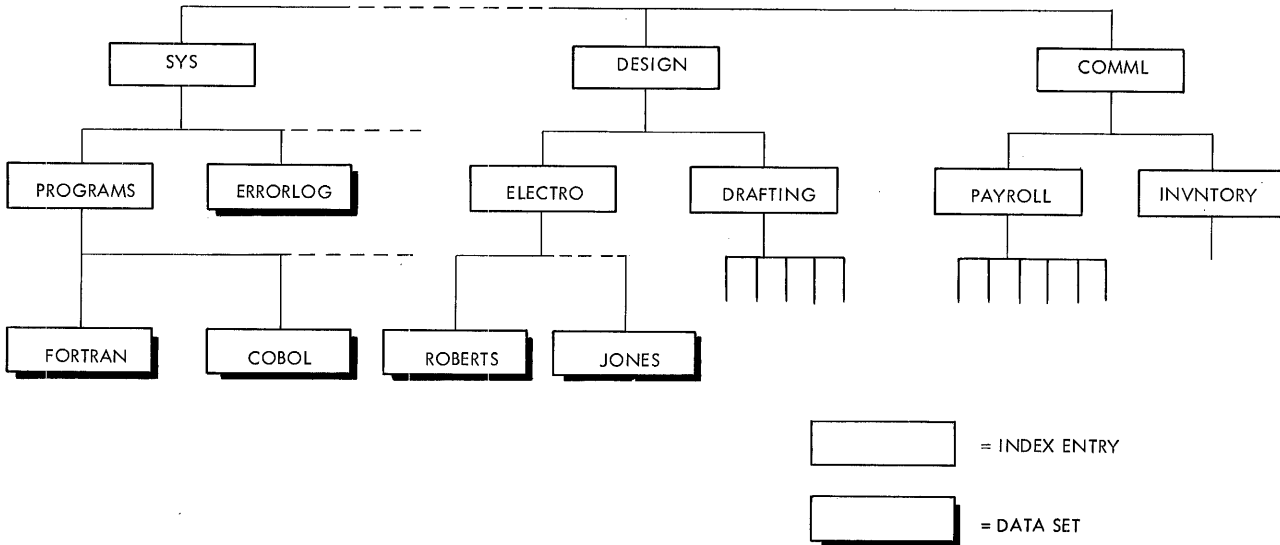 SYS
DESIGN
COMML
PROGRAMS
ERRORLOG
ELECTRO
DRAFTING
PAYROLL
INVNTORY
FORTRAN
COBOL
ROBERTS
JONES
= INDEX ENTRY
= DATA SET